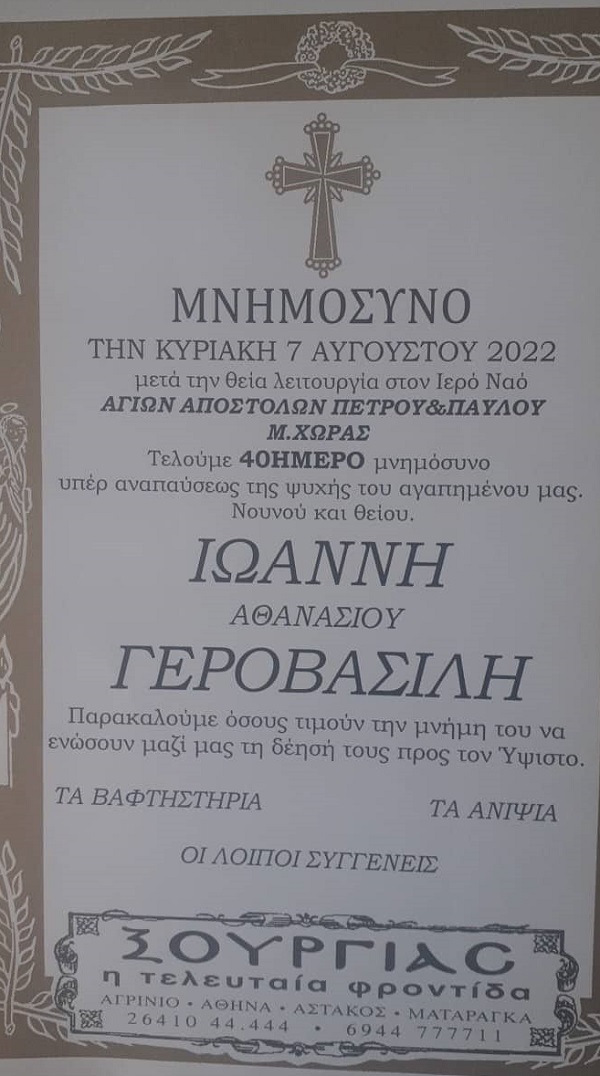 ΜΝΗΜΟΣΥΝΟ
ΤΗΝ ΚΥΡΙΑΚΗ 7 ΑΥΓΟΥΣΤΟΥ 2022
μετά την θεία λειτουργία στον Ιερό Ναό
ΑΓΙΩΝ ΑΠΟΣΤΟΛΩΝ ΠΕΤΡΟΥ&ΠΑΥΛΟΥ
Μ.ΧΩΡΑΣ
Τελούμε 40ΗΜΕΡΟ μνημόσυνο
υπέρ αναπαύσεως της ψυχής του αγαπημένου μας.
Νουνού και θείου.
ΙΩΑΝΝΗ
ΑΘΑΝΑΣΙΟΥ
ΓΕΡΟΒΑΣΙΛΗ
Παρακαλούμε όσους τιμούν την μνήμη του να
ενώσουν μαζί μας τη δέησή τους προς τον Ύψιστο.
ΤΑ ΒΑΦΤΗΣΤΗΡΙΑ ΤΑ ΑΝΙΨΙΑ
ΟΙ ΛΟΙΠΟΙ ΣΥΓΓΕΝΕΙΣ
ΣΟΥΡΓΙΑC
η τελευταία φροντίδα
ΑΓΡΙΝΙΟ • ΑΘΗΝΑ • ΑΣΤΑΚΟΣ • ΜΑΤΑΡΑΓΚΑ
26410 44.444 • 6944 777711